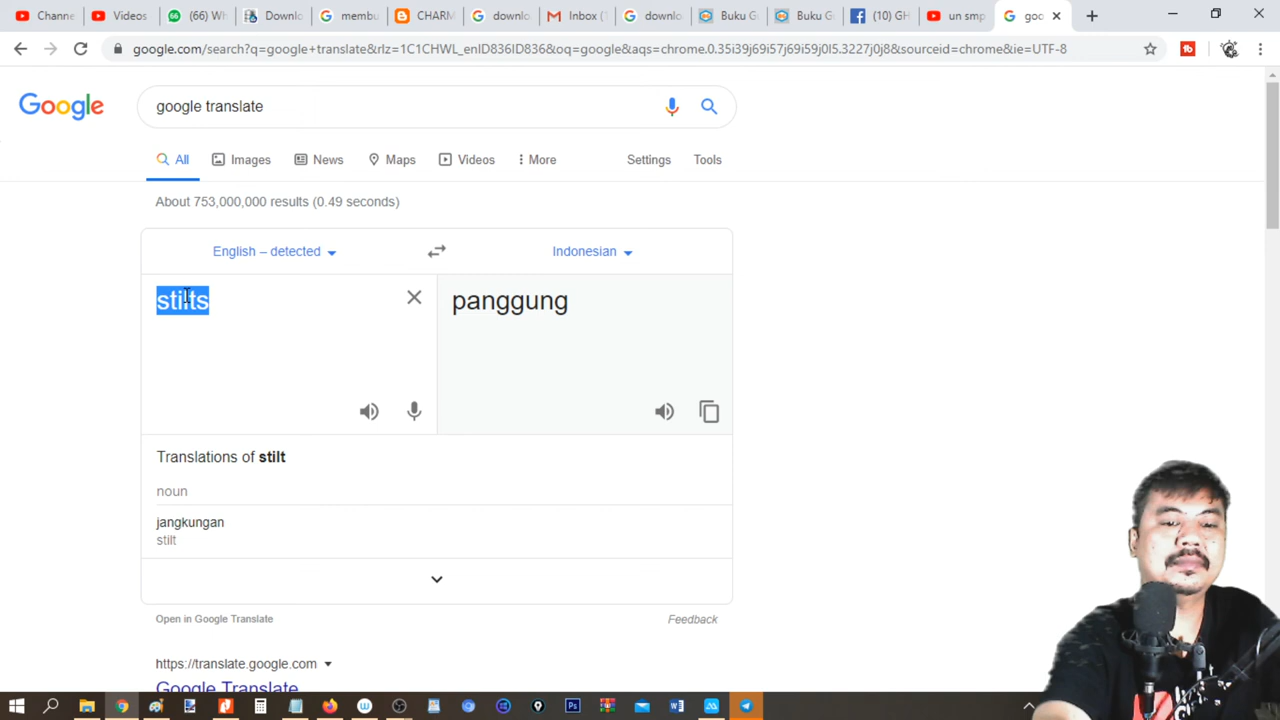 Channe
Videos
(66) Wh
Downlo
membu
CHARM
downlo
Inbox (1
downlo
Buku Gu
Buku Gu
(10) GH
un smp
goo
google.com/search?q=google+translate&rlz=1C1CHWL_enID836ID836&oq=google&aqs=chrome.0.35i39j69i57j69i59j0l5.3227j0j8&sourceid=chrome&ie=UTF-8
Google
google translate
All
Images
News
Maps
Videos
More
Settings
Tools
About 753,000,000 results (0.49 seconds)
English – detected
Indonesian
stilts
panggung
Translations of stilt
noun
jangkungan
stilt
Open in Google Translate
Feedback
https://translate.google.com
Google Translate